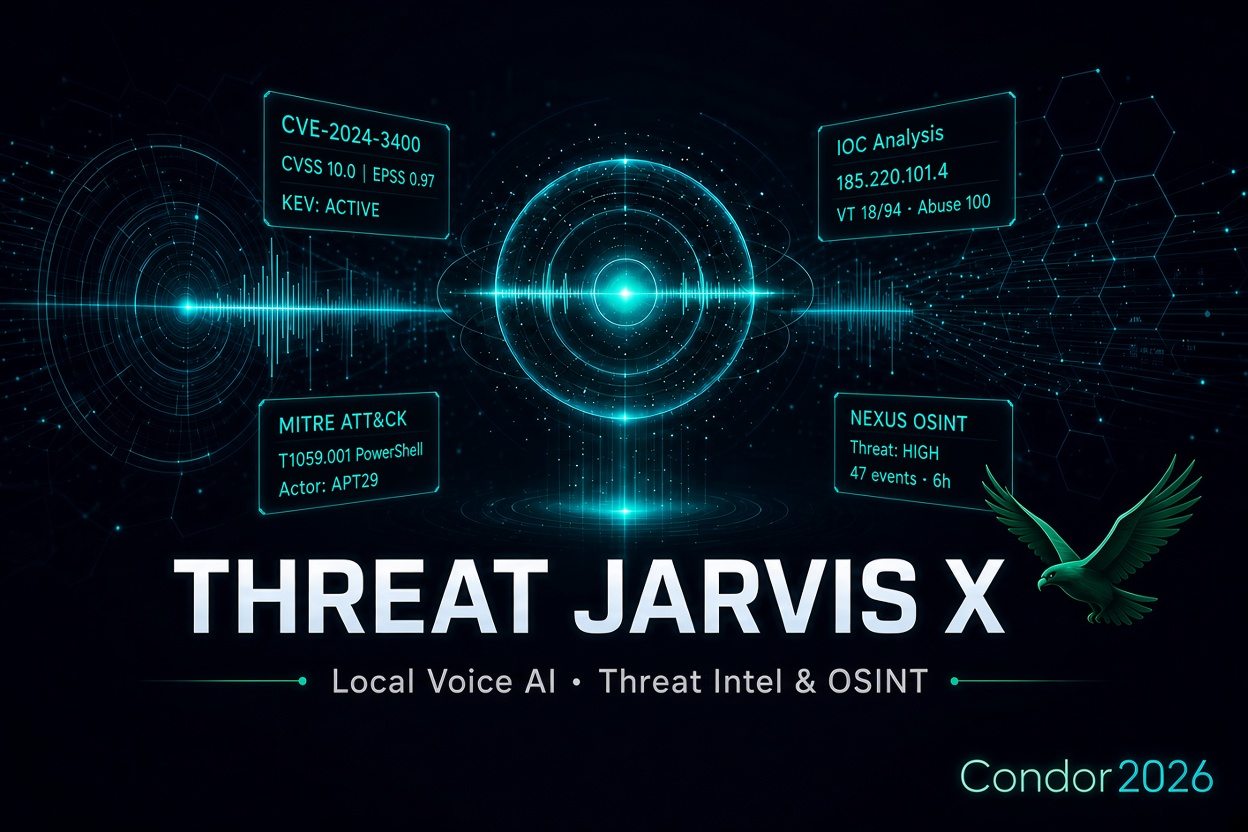 CVE-2024-3400
CVSS 10.0 | EPSS 0.97
KEV: ACTIVE
IOC Analysis
185.220.101.4
VT 18/94 · Abuse 100
MITRE ATT&CK
T1059.001 PowerShell
Actor: APT29
NEXUS OSINT
Threat: HIGH
47 events · 6h
THREAT JARVIS X
Local Voice AI • Threat Intel & OSINT
Condor 2026